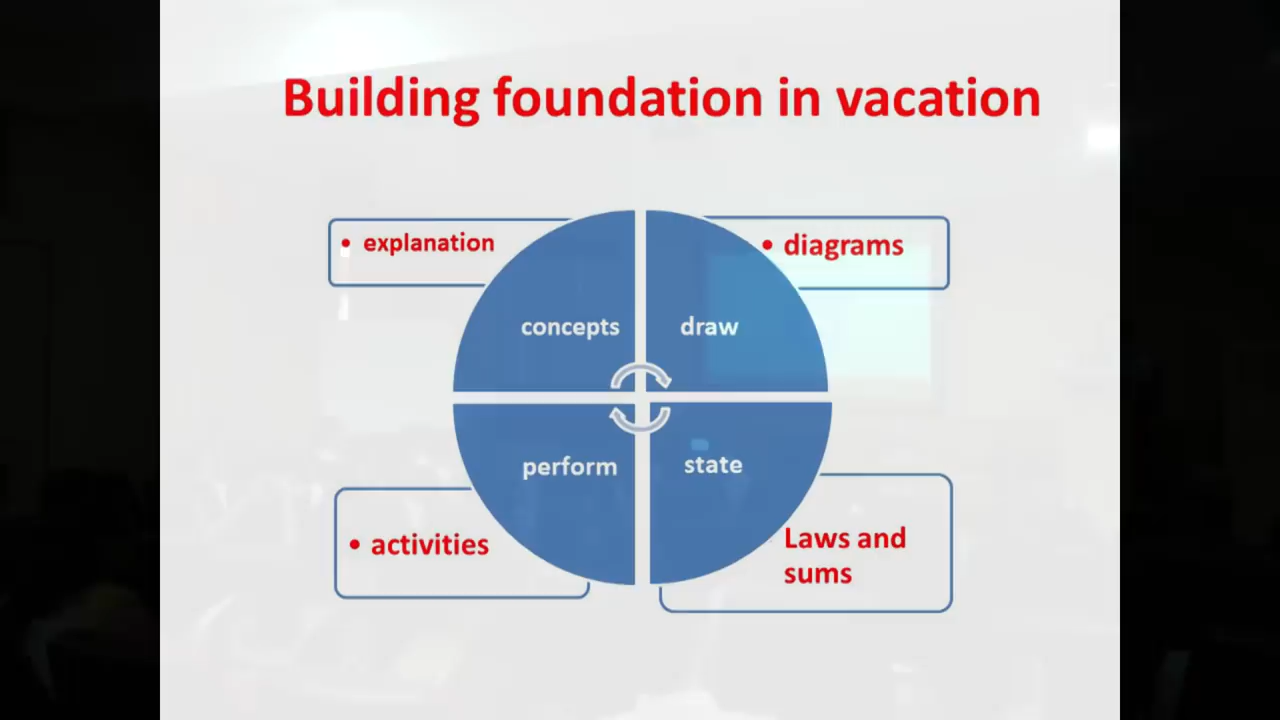 Building foundation in vacation
• explanation
• diagrams
concepts
draw
perform
state
• activities
Laws and
sums